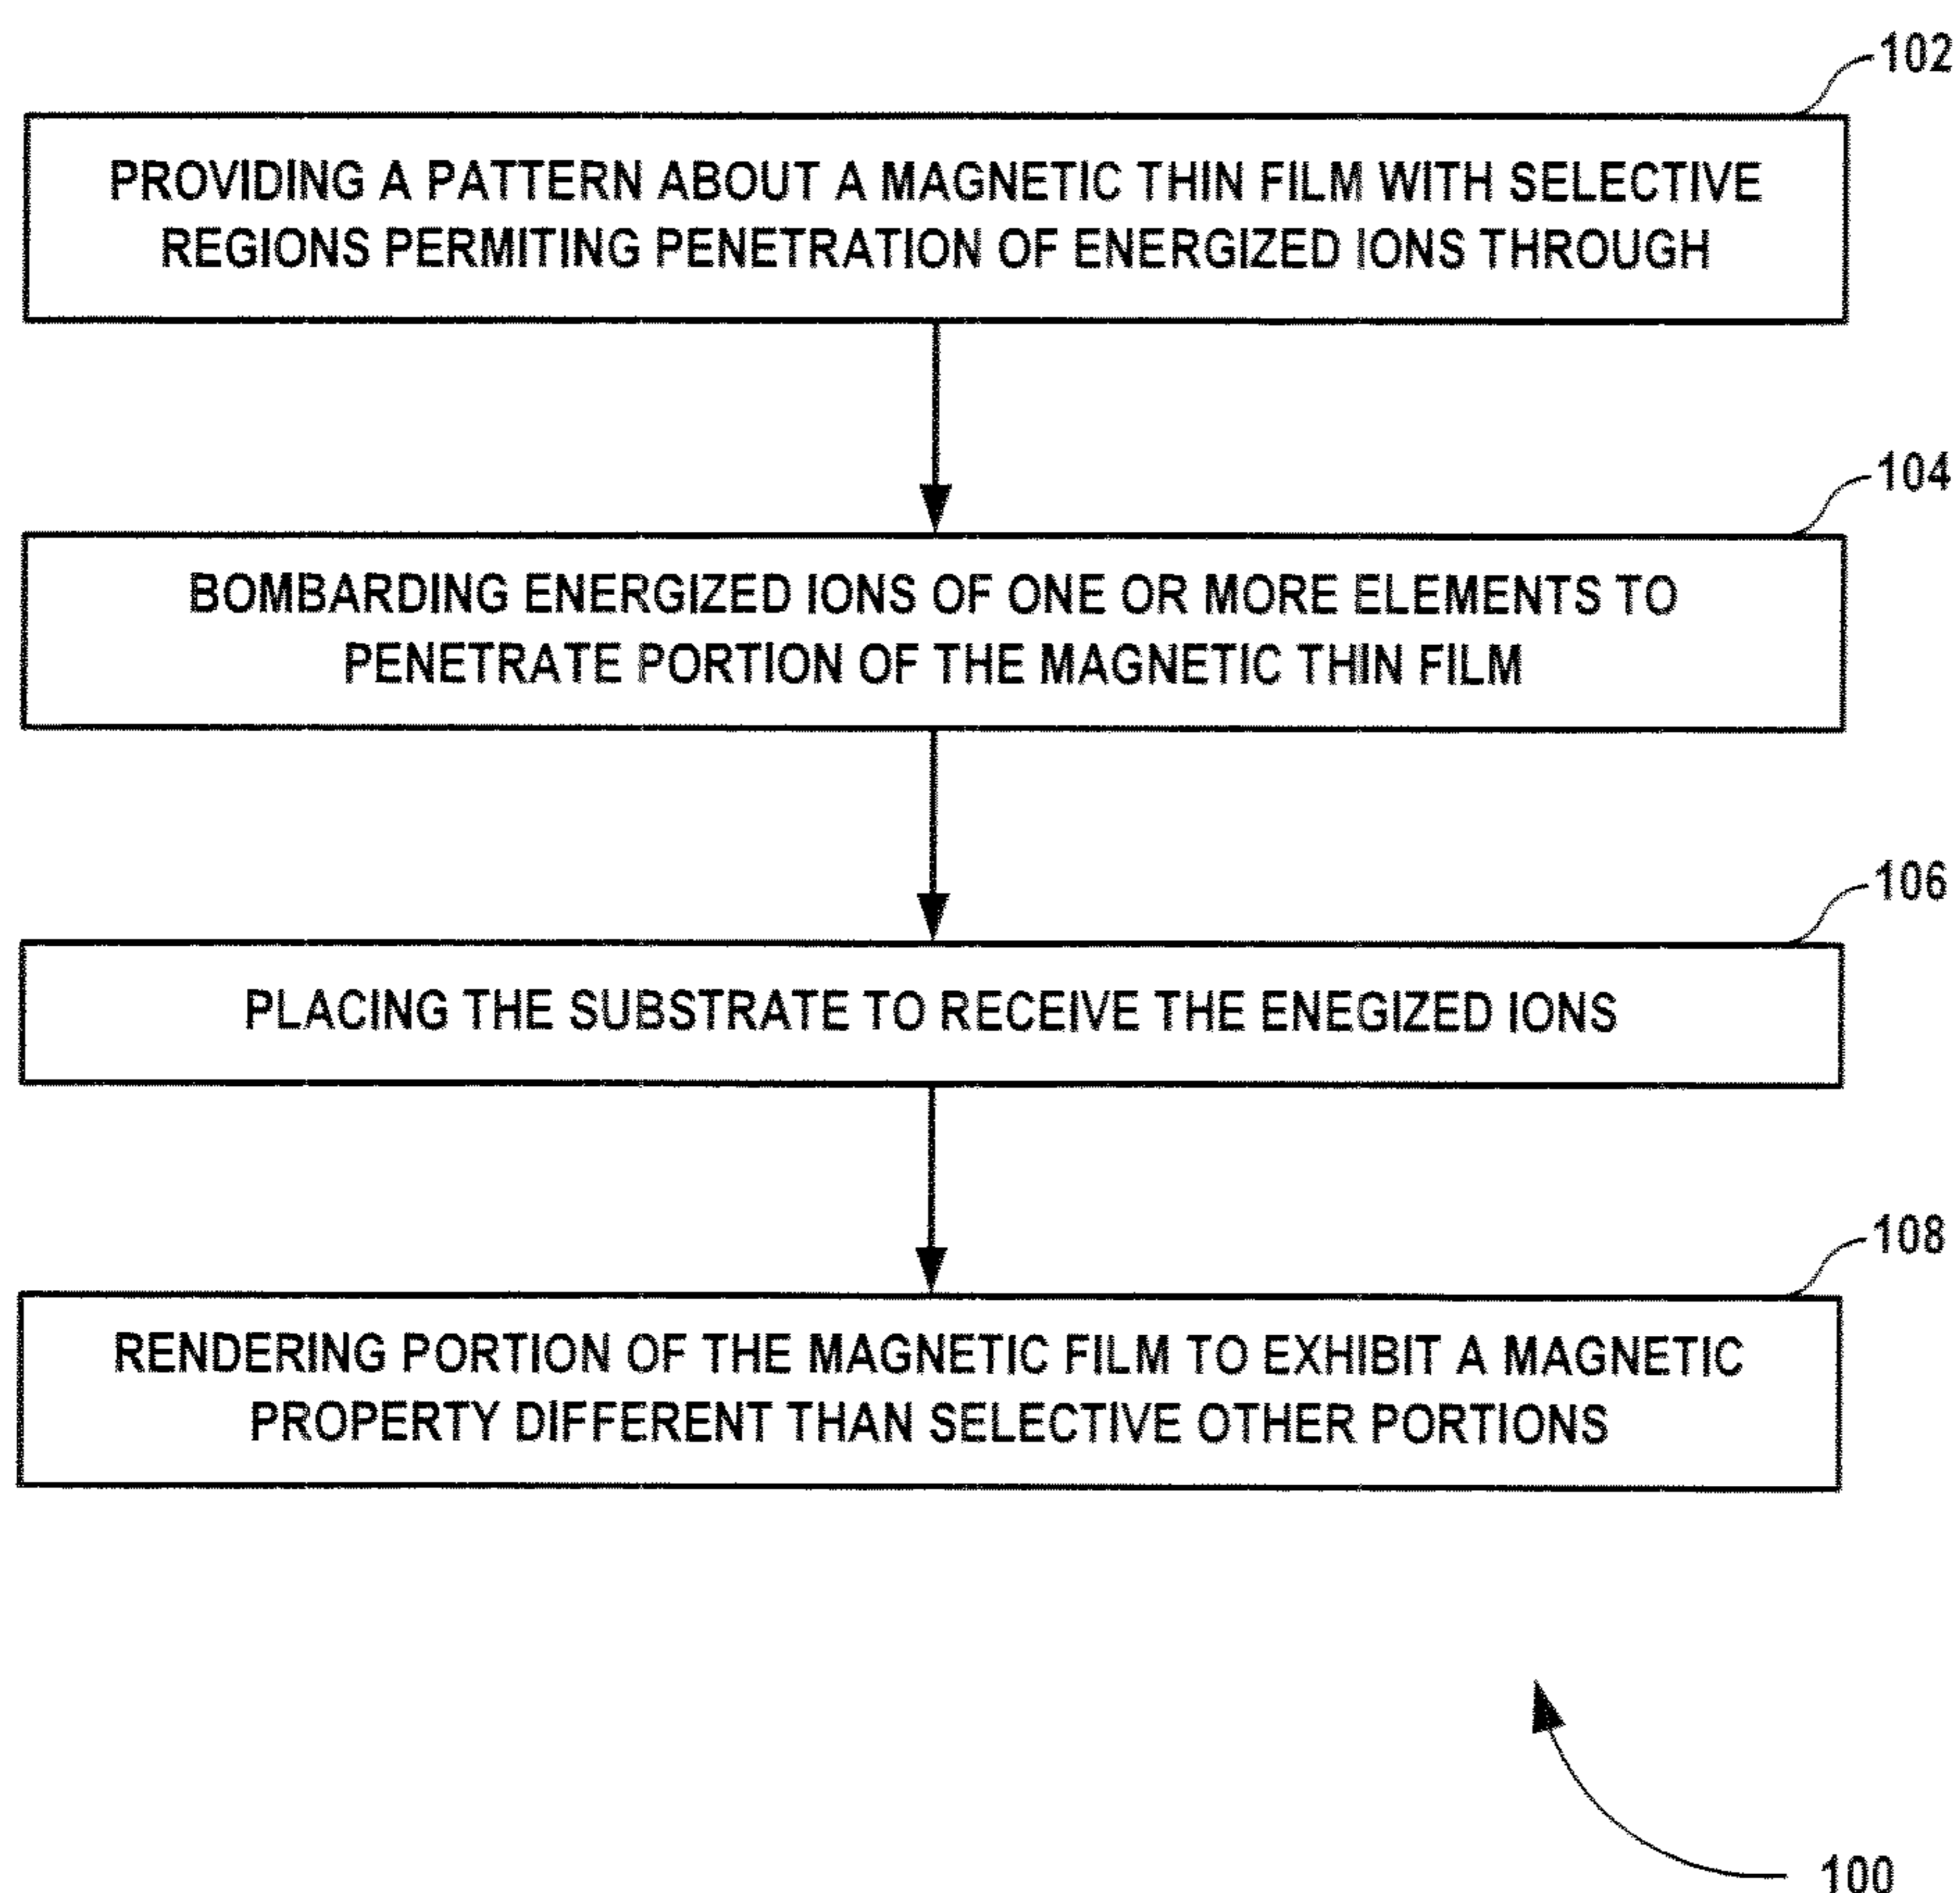 102
PROVIDING A PATTERN ABOUT A MAGNETIC THIN FILM WITH SELECTIVE
REGIONS PERMITING PENETRATION OF ENERGIZED IONS THROUGH
104
BOMBARDING ENERGIZED IONS OF ONE OR MORE ELEMENTS TO
PENETRATE PORTION OF THE MAGNETIC THIN FILM
106
PLACING THE SUBSTRATE TO RECEIVE THE ENEGIZED IONS
108
RENDERING PORTION OF THE MAGNETIC FILM TO EXHIBIT A MAGNETIC
PROPERTY DIFFERENT THAN SELECTIVE OTHER PORTIONS
100